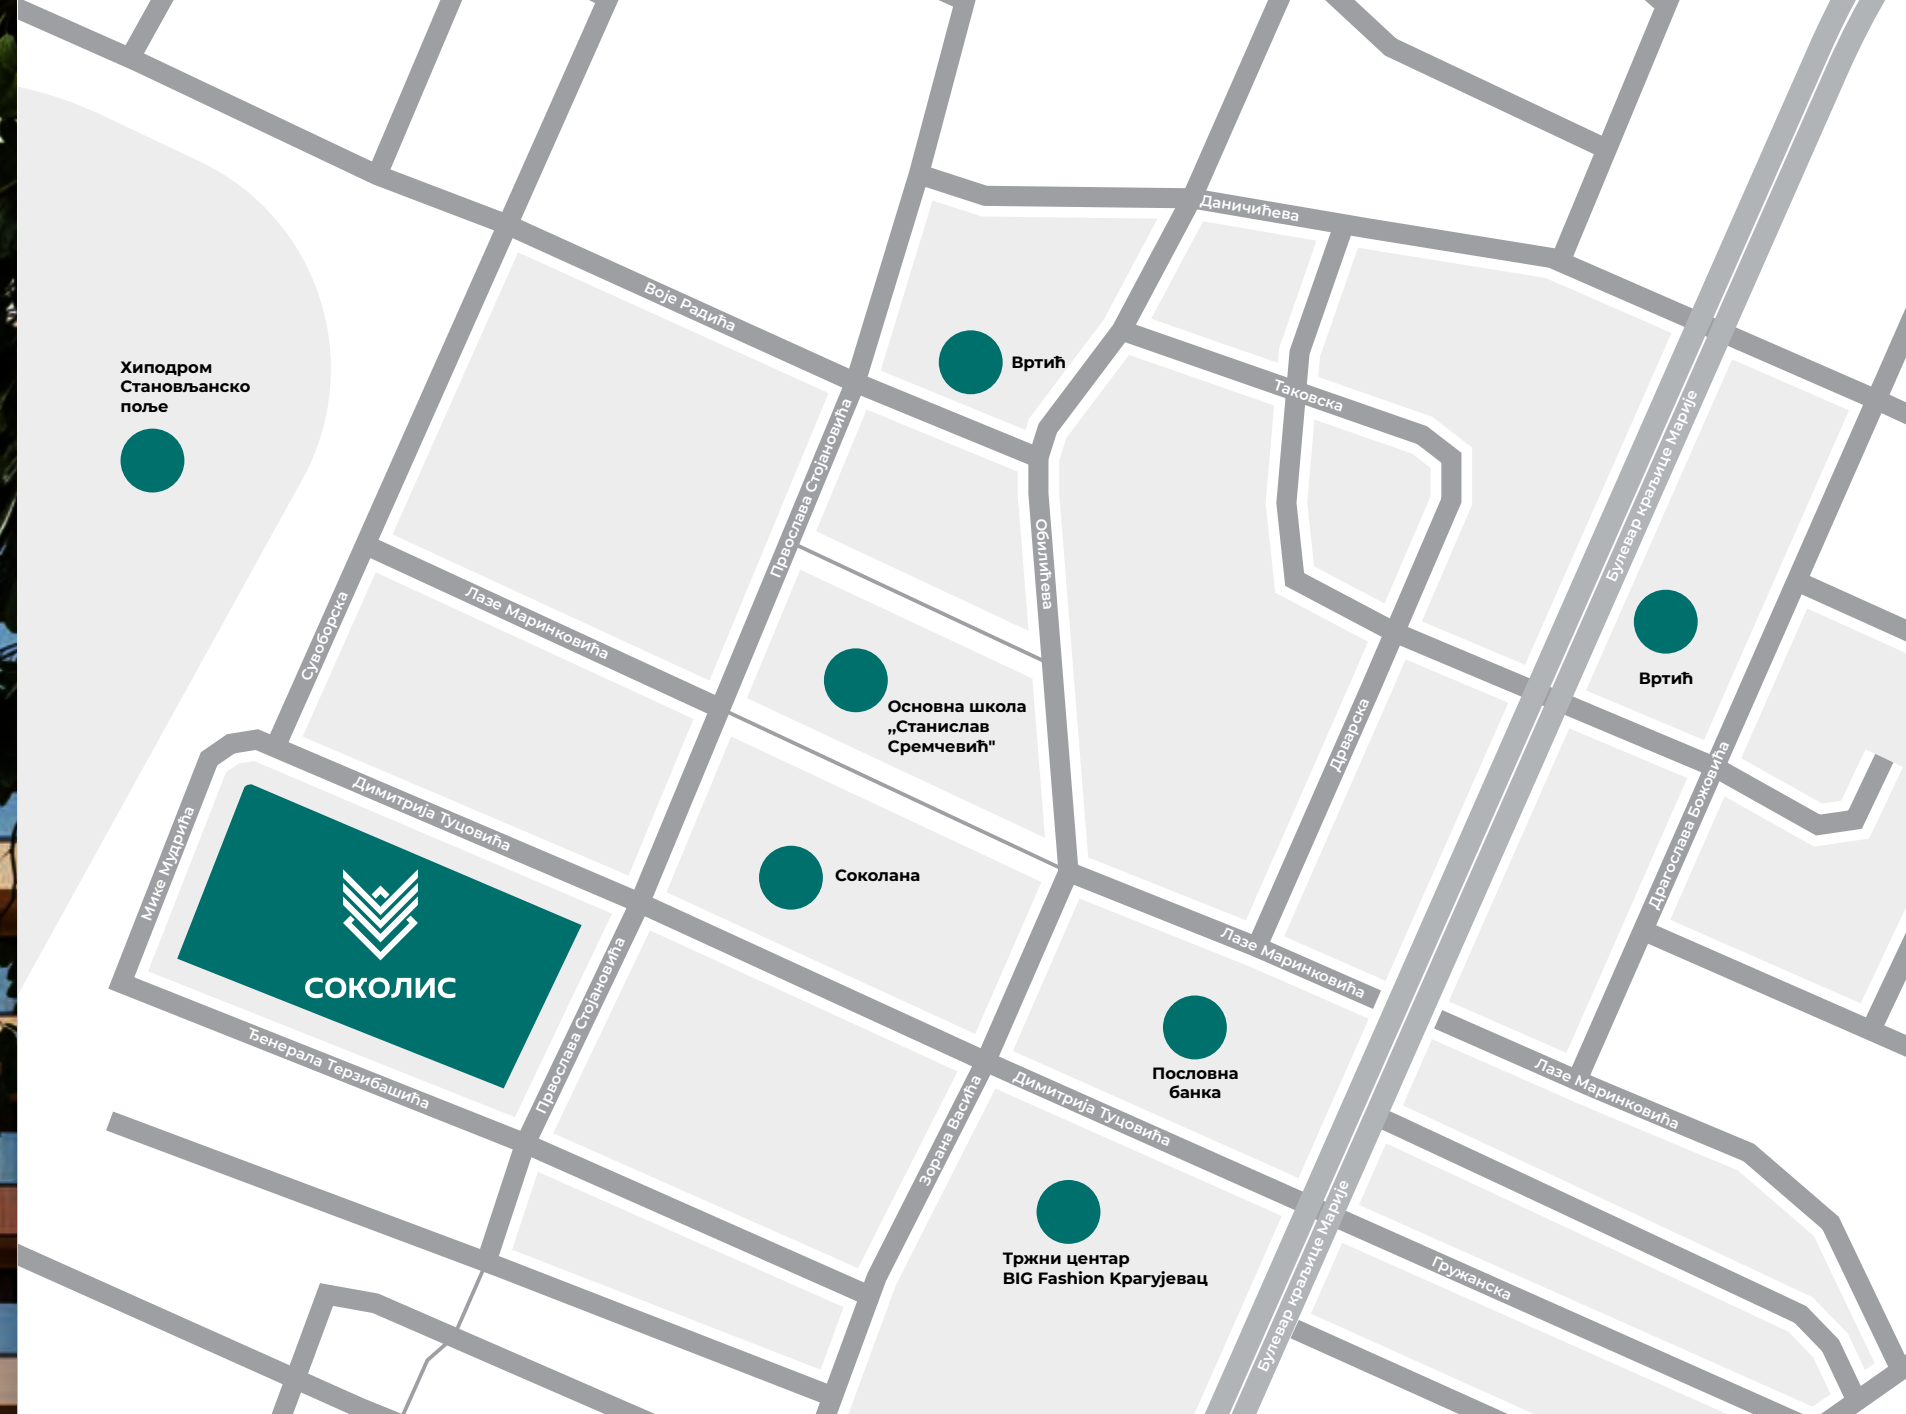 Даничићева
Воје Радића
Вртић
Хиподром
Становљанско
поље
Таковска
Првослава Стојановића
Булевар краљице Марије
Обилићева
Лазе Маринковића
Сувоборска
Вртић
Основна школа
„Станислав
Сремчевић"
Дрварска
Драгослава Божовића
Димитрија Туцовића
Мике Мудрића
Соколана
СОКОЛИС
Лазе Маринковића
Првослава Стојановића
Ђенерала Терзибашића
Пословна
банка
Лазе Маринковића
Димитрија Туцовића
Зорана Васића
Булевар краљице Марије
Тржни центар
BIG Fashion Крагујевац
Гружанска